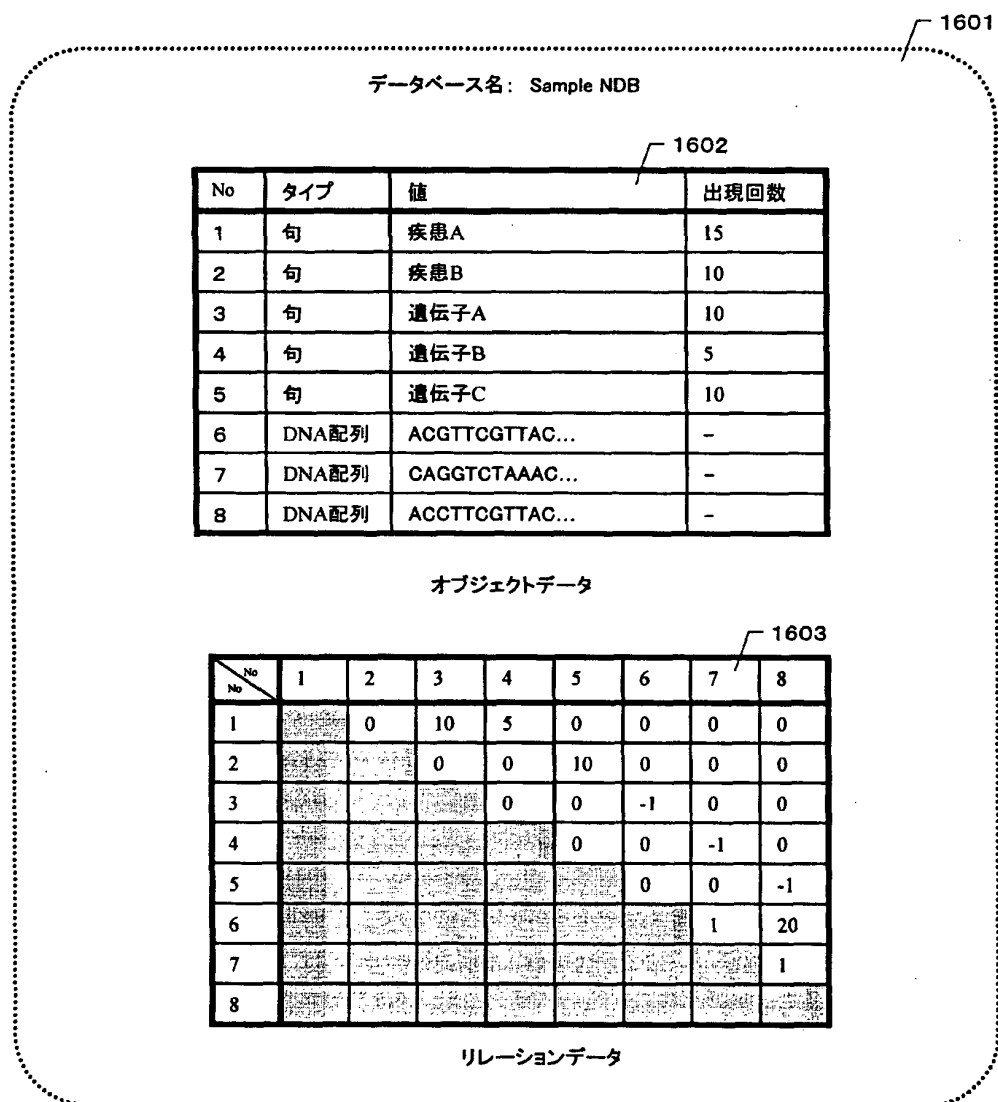 1601
データベース名： Sample NDB
1602
No タイプ 値 出現回数
1 句 疾患A 15
2 句 疾患B 10
3 句 遺伝子A 10
4 句 遺伝子B 5
5 句 遺伝子C 10
6 DNA配列 ACGTTCGTTAC... –
7 DNA配列 CAGGTCTAAAC... –
8 DNA配列 ACCTTCGTTAC... –
オブジェクトデータ
1603
No No 1 2 3 4 5 6 7 8
1 0 10 5 0 0 0 0
2 0 0 10 0 0 0
3 0 0 -1 0 0
4 0 0 -1 0
5 0 0 -1
6 1 20
7 1
8
リレーションデータ